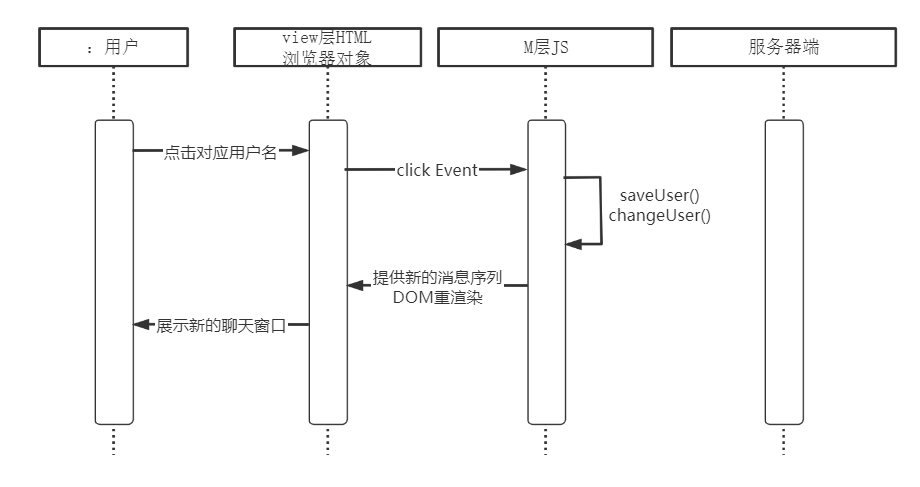 ：用户
view层HTML
浏览器对象
M层JS
服务器端
点击对应用户名
click Event
saveUser()
changeUser()
提供新的消息序列
DOM重渲染
展示新的聊天窗口